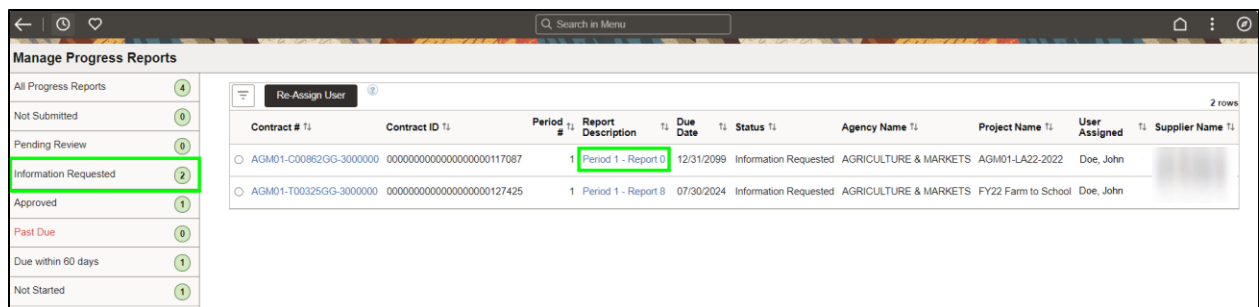 Search in Menu
Manage Progress Reports
All Progress Reports 4
Not Submitted 0
Pending Review 0
Information Requested 2
Approved 1
Past Due 0
Due within 60 days 1
Not Started 1
Re-Assign User
2 rows
Contract # Contract ID Period # Report Description Due Date Status Agency Name Project Name User Assigned Supplier Name
AGM01-C00862GG-3000000 0000000000000000000117087 1 Period 1 - Report 0 12/31/2099 Information Requested AGRICULTURE & MARKETS AGM01-LA22-2022 Doe, John
AGM01-T00325GG-3000000 0000000000000000000127425 1 Period 1 - Report 8 07/30/2024 Information Requested AGRICULTURE & MARKETS FY22 Farm to School Doe, John